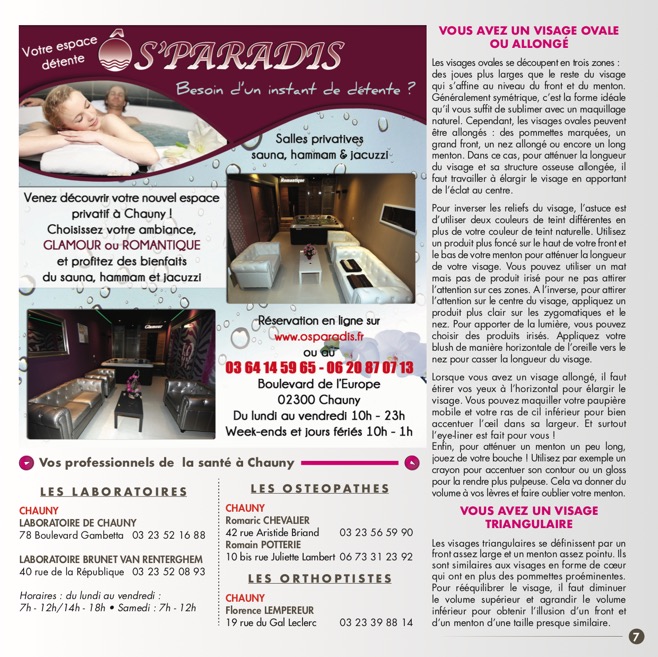 Votre espace
détente
Ô S'PARADIS
Besoin d'un instant de détente ?
Salles privatives
sauna, hammam & jacuzzi
Venez découvrir votre nouvel espace
privatif à Chauny !
Choisissez votre ambiance,
GLAMOUR ou ROMANTIQUE
et profitez des bienfaits
du sauna, hammam et jacuzzi
Romantique
Glamour
Réservation en ligne sur
www.osparadis.fr
ou au
03 64 14 59 65 - 06 20 87 07 13
Boulevard de l'Europe
02300 Chauny
Du lundi au vendredi 10h - 23h
Week-ends et jours fériés 10h - 1h
Vos professionnels de la santé à Chauny
LES LABORATOIRES
CHAUNY
LABORATOIRE DE CHAUNY
78 Boulevard Gambetta 03 23 52 16 88
LABORATOIRE BRUNET VAN RENTERGHEM
40 rue de la République 03 23 52 08 93
Horaires : du lundi au vendredi :
7h - 12h/14h - 18h • Samedi : 7h - 12h
LES OSTEOPATHES
CHAUNY
Romaric CHEVALIER
42 rue Aristide Briand 03 23 56 59 90
Romain POTTERIE
10 bis rue Juliette Lambert 06 73 31 23 92
LES ORTHOPTISTES
CHAUNY
Florence LEMPEREUR
19 rue du Gal Leclerc 03 23 39 88 14
VOUS AVEZ UN VISAGE OVALE
OU ALLONGÉ
Les visages ovales se découpent en trois zones :
des joues plus larges que le reste du visage
qui s'affine au niveau du front et du menton.
Généralement symétrique, c'est la forme idéale
qu'il vous suffit de sublimer avec un maquillage
naturel. Cependant, les visages ovales peuvent
être allongés : des pommettes marquées, un
grand front, un nez allongé ou encore un long
menton. Dans ce cas, pour atténuer la longueur
du visage et sa structure osseuse allongée, il
faut travailler à élargir le visage en apportant
de l'éclat au centre.
Pour inverser les reliefs du visage, l'astuce est
d'utiliser deux couleurs de teint différentes en
plus de votre couleur de teint naturelle. Utilisez
un produit plus foncé sur le haut de votre front et
le bas de votre menton pour atténuer la longueur
de votre visage. Vous pouvez utiliser un mat
mais pas de produit irisé pour ne pas attirer
l'attention sur ces zones. A l'inverse, pour attirer
l'attention sur le centre du visage, appliquez un
produit plus clair sur les zygomatiques et le
nez. Pour apporter de la lumière, vous pouvez
choisir des produits irisés. Appliquez votre
blush de manière horizontale de l'oreille vers le
nez pour casser la longueur du visage.
Lorsque vous avez un visage allongé, il faut
étirer vos yeux à l'horizontal pour élargir le
visage. Vous pouvez maquiller votre paupière
mobile et votre ras de cil inférieur pour bien
accentuer l'œil dans sa largeur. Et surtout
l'eye-liner est fait pour vous !
Enfin, pour atténuer un menton un peu long,
jouez de votre bouche ! Utilisez par exemple un
crayon pour accentuer son contour ou un gloss
pour la rendre plus pulpeuse. Cela va donner du
volume à vos lèvres et faire oublier votre menton.
VOUS AVEZ UN VISAGE
TRIANGULAIRE
Les visages triangulaires se définissent par un
front assez large et un menton assez pointu. Ils
sont similaires aux visages en forme de cœur
qui ont en plus des pommettes proéminentes.
Pour rééquilibrer le visage, il faut diminuer
le volume supérieur et agrandir le volume
inférieur pour obtenir l'illusion d'un front et
d'un menton d'une taille presque similaire.
7